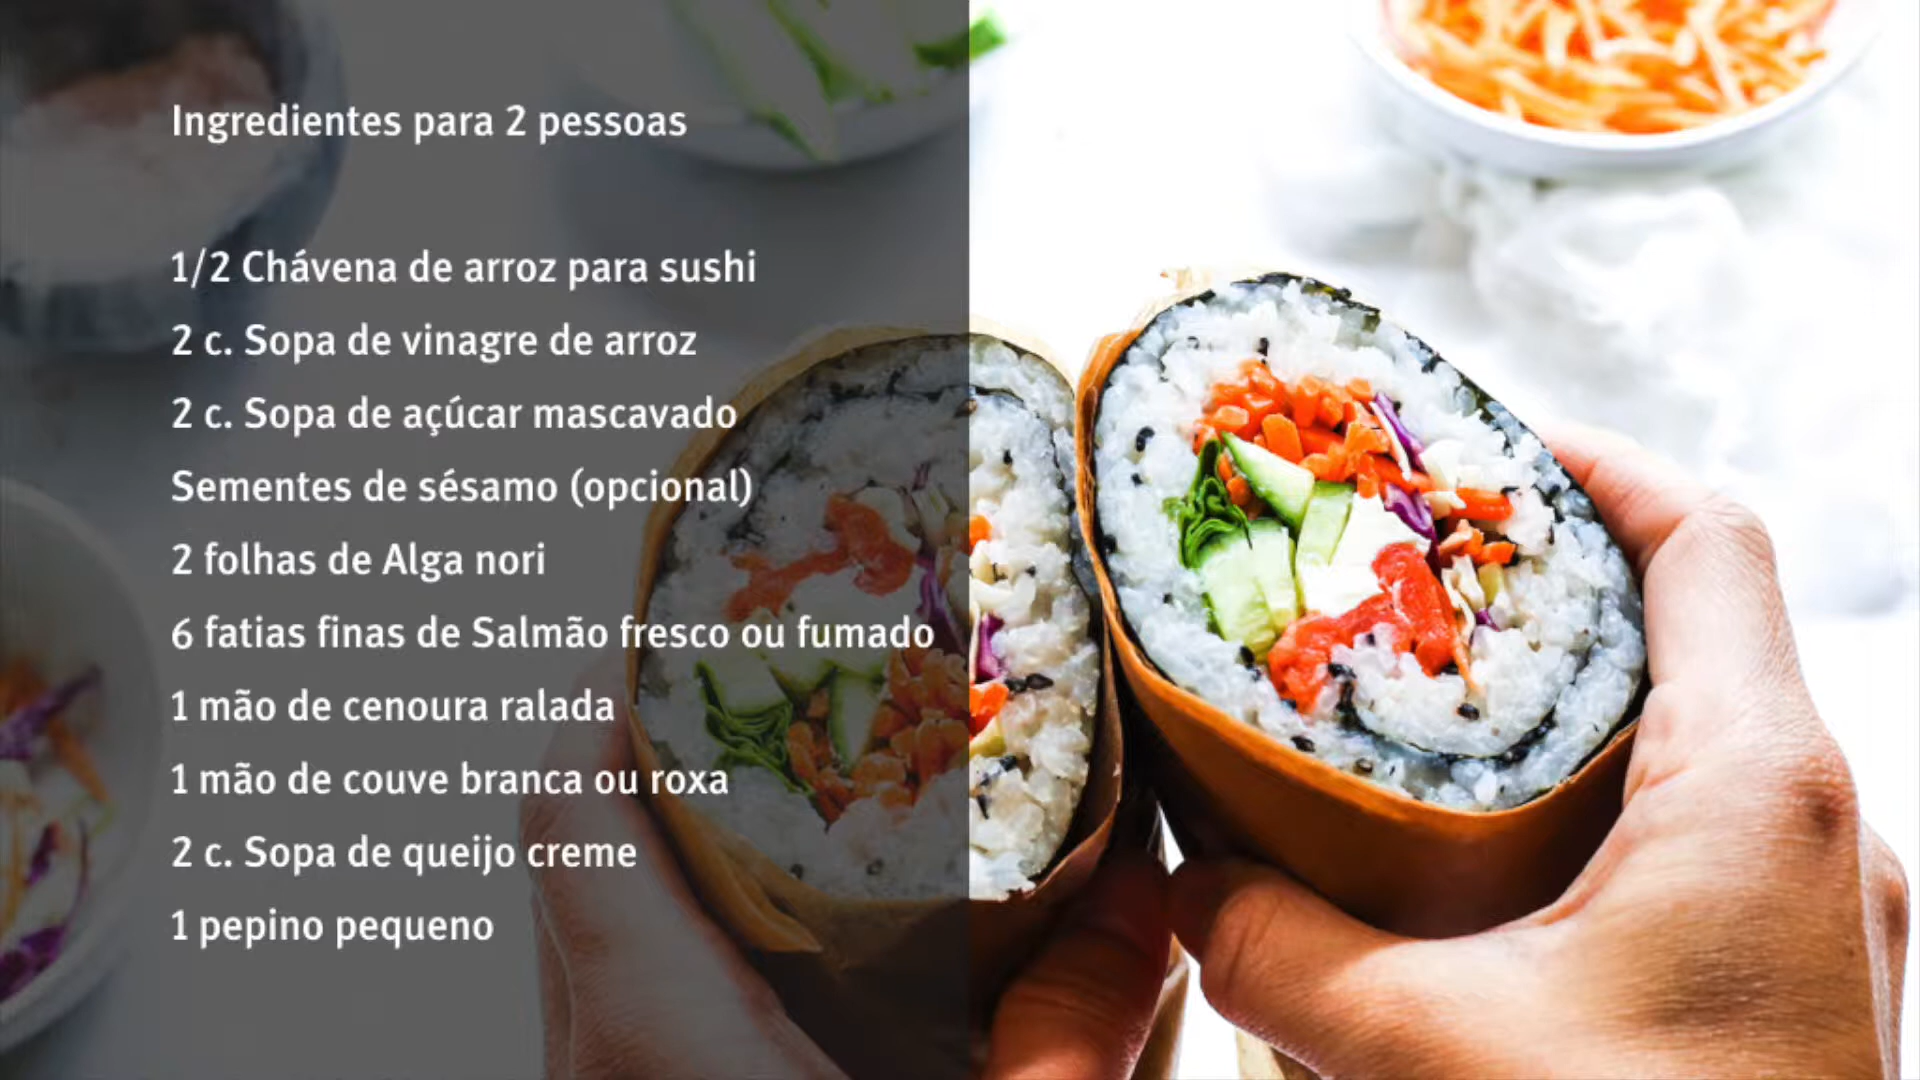 Ingredientes para 2 pessoas
1/2 Chávena de arroz para sushi
2 c. Sopa de vinagre de arroz
2 c. Sopa de açúcar mascavado
Sementes de sésamo (opcional)
2 folhas de Alga nori
6 fatias finas de Salmão fresco ou fumado
1 mão de cenoura ralada
1 mão de couve branca ou roxa
2 c. Sopa de queijo creme
1 pepino pequeno